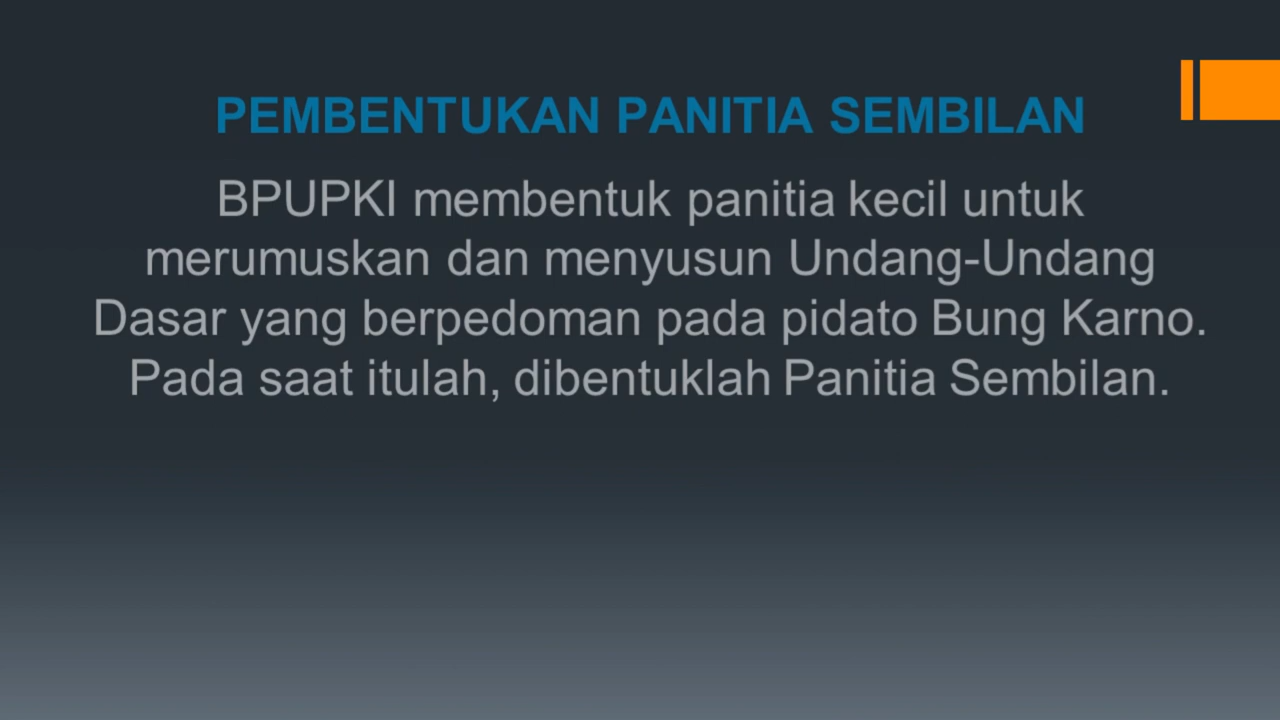 PEMBENTUKAN PANITIA SEMBILAN
BPUPKI membentuk panitia kecil untuk
merumuskan dan menyusun Undang-Undang
Dasar yang berpedoman pada pidato Bung Karno.
Pada saat itulah, dibentuklah Panitia Sembilan.